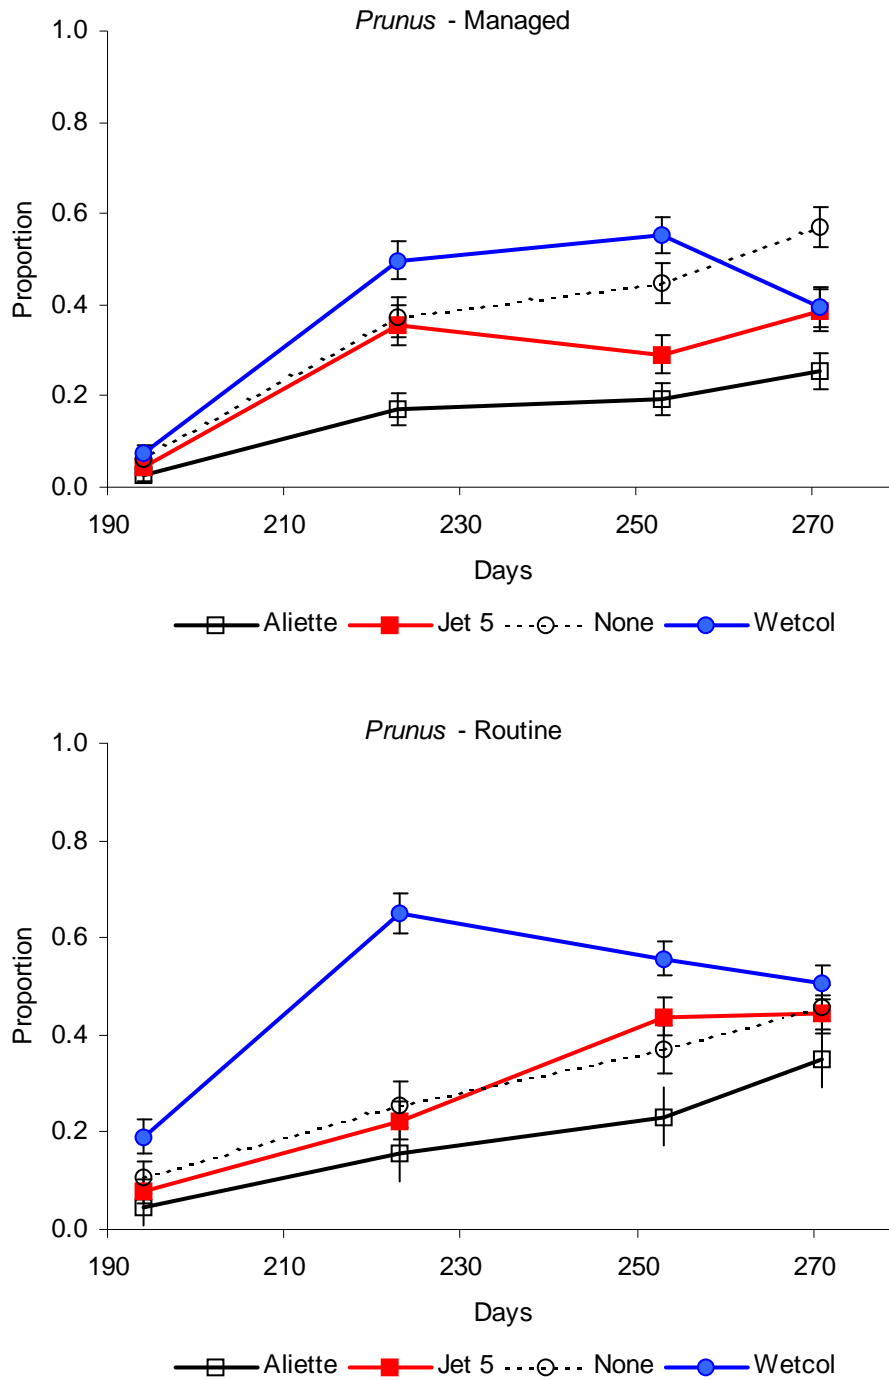 Prunus - Managed
1.0
0.8
0.6
0.4
0.2
0.0
Proportion
190 210 230 250 270
Days
Aliette Jet 5 None Wetcol
Prunus - Routine
1.0
0.8
0.6
0.4
0.2
0.0
Proportion
190 210 230 250 270
Days
Aliette Jet 5 None Wetcol